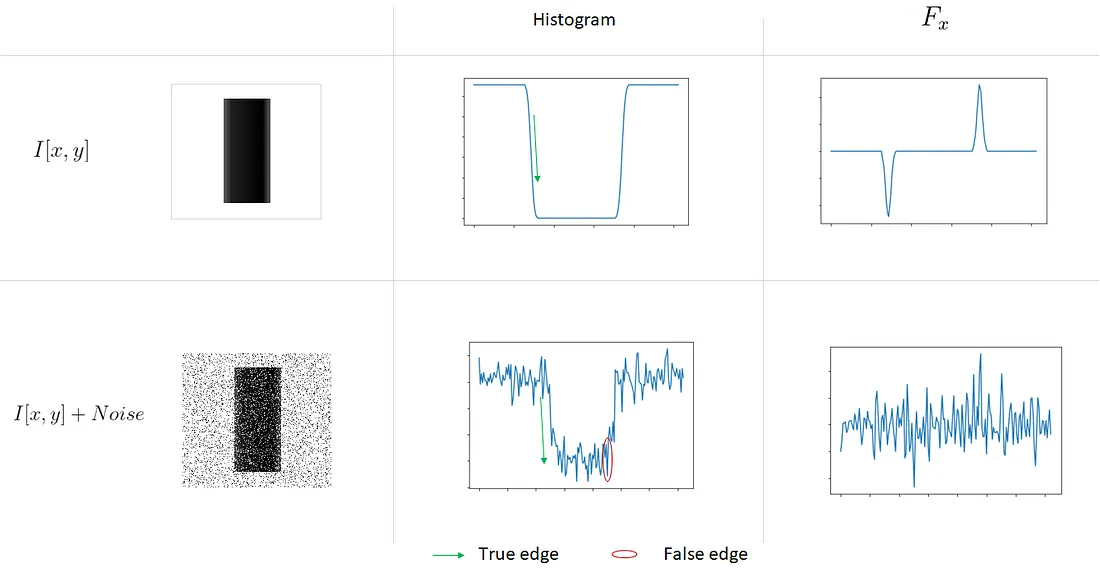 Histogram
F_x
I[x, y]
I[x, y] + Noise
True edge
False edge